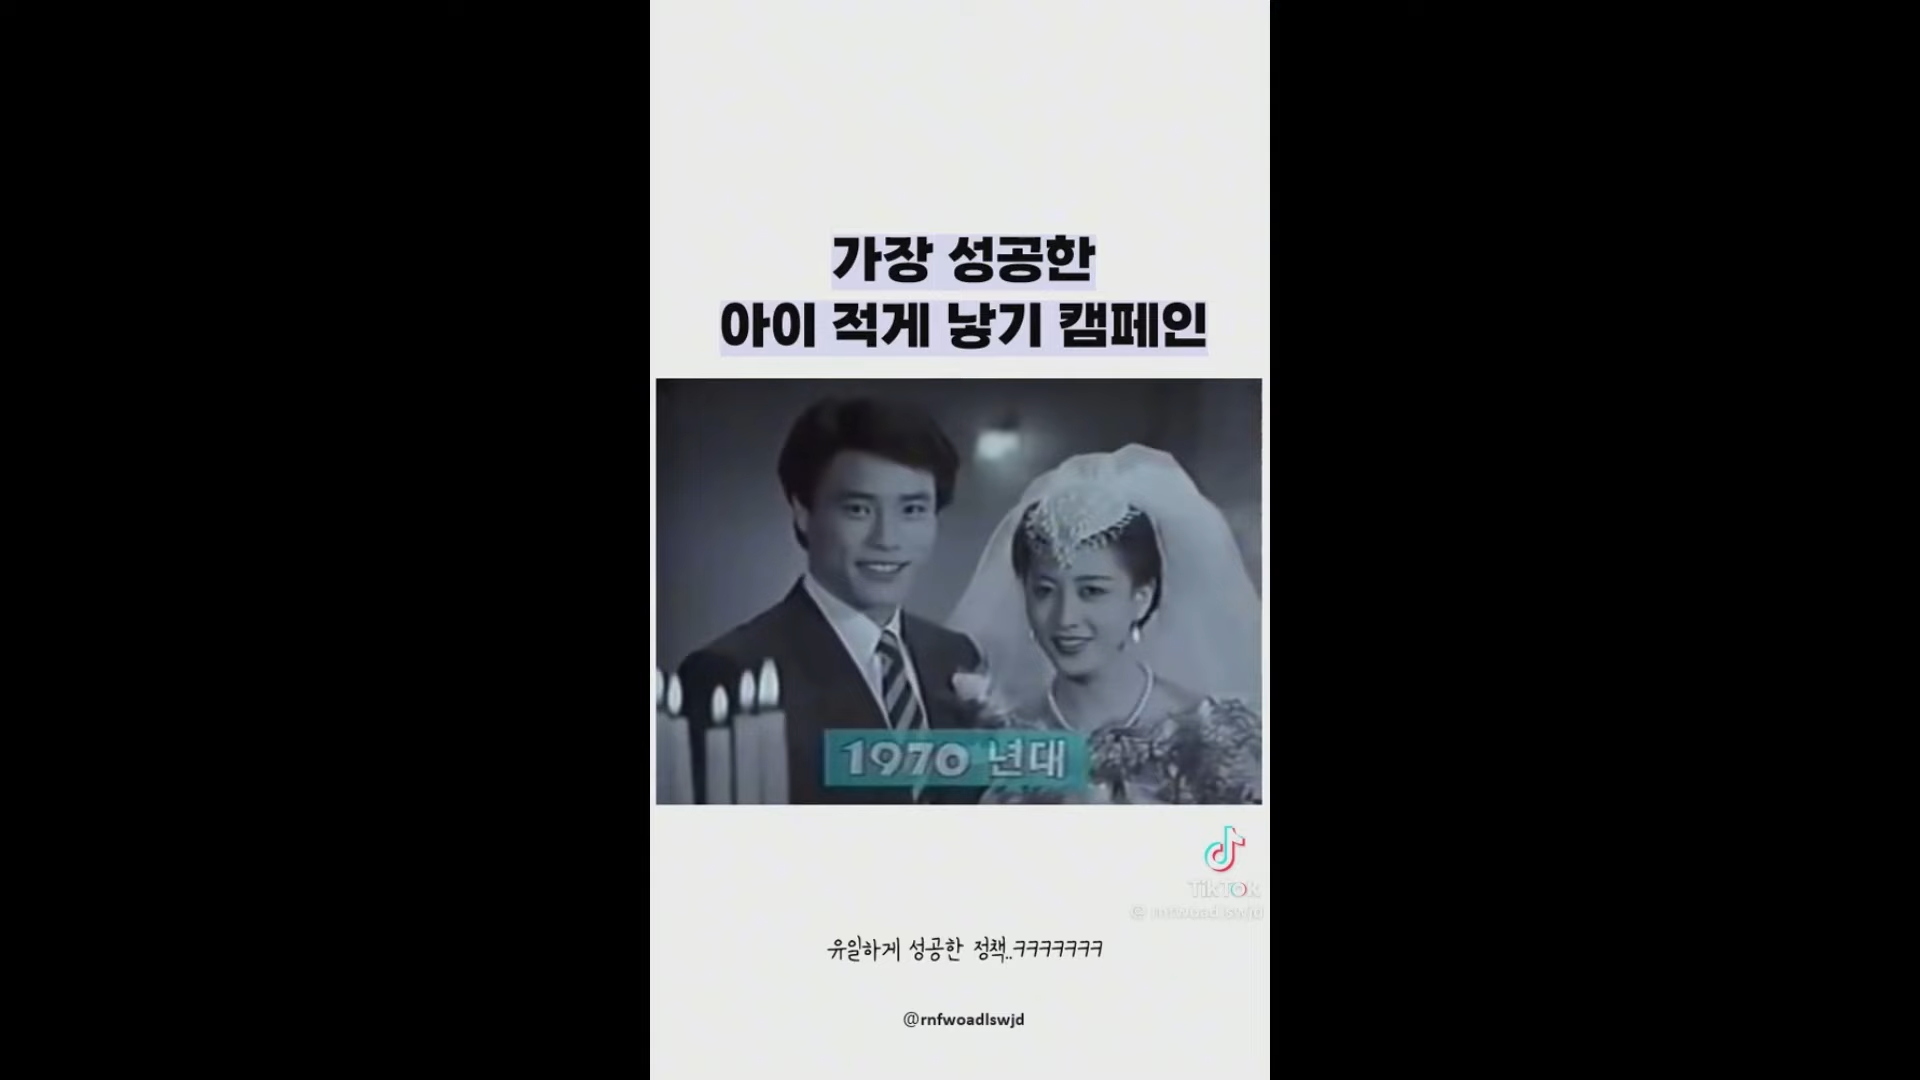 가장 성공한
아이 적게 낳기 캠페인
1970 년대
TikTok
@rnfwoadlswjd
유일하게 성공한 정책..ㅋㅋㅋㅋㅋㅋㅋ
@rnfwoadlswjd